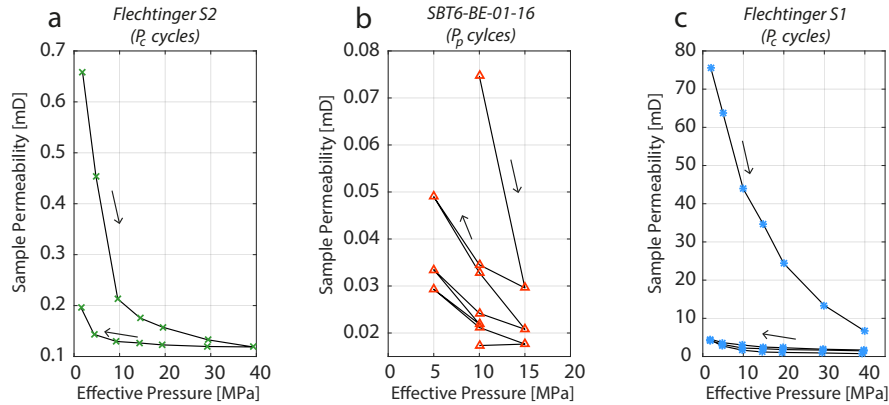 a
Flechtinger S2
(Pc cycles)
0.7
0.6
0.5
0.4
0.3
0.2
0.1
Sample Permeability [mD]
0 10 20 30 40
Effective Pressure [MPa]
b
SBT6-BE-01-16
(Pp cylces)
0.08
0.07
0.06
0.05
0.04
0.03
0.02
Sample Permeability [mD]
0 5 10 15 20
Effective Pressure [MPa]
c
Flechtinger S1
(Pc cycles)
80
70
60
50
40
30
20
10
0
Sample Permeability [mD]
0 10 20 30 40
Effective Pressure [MPa]